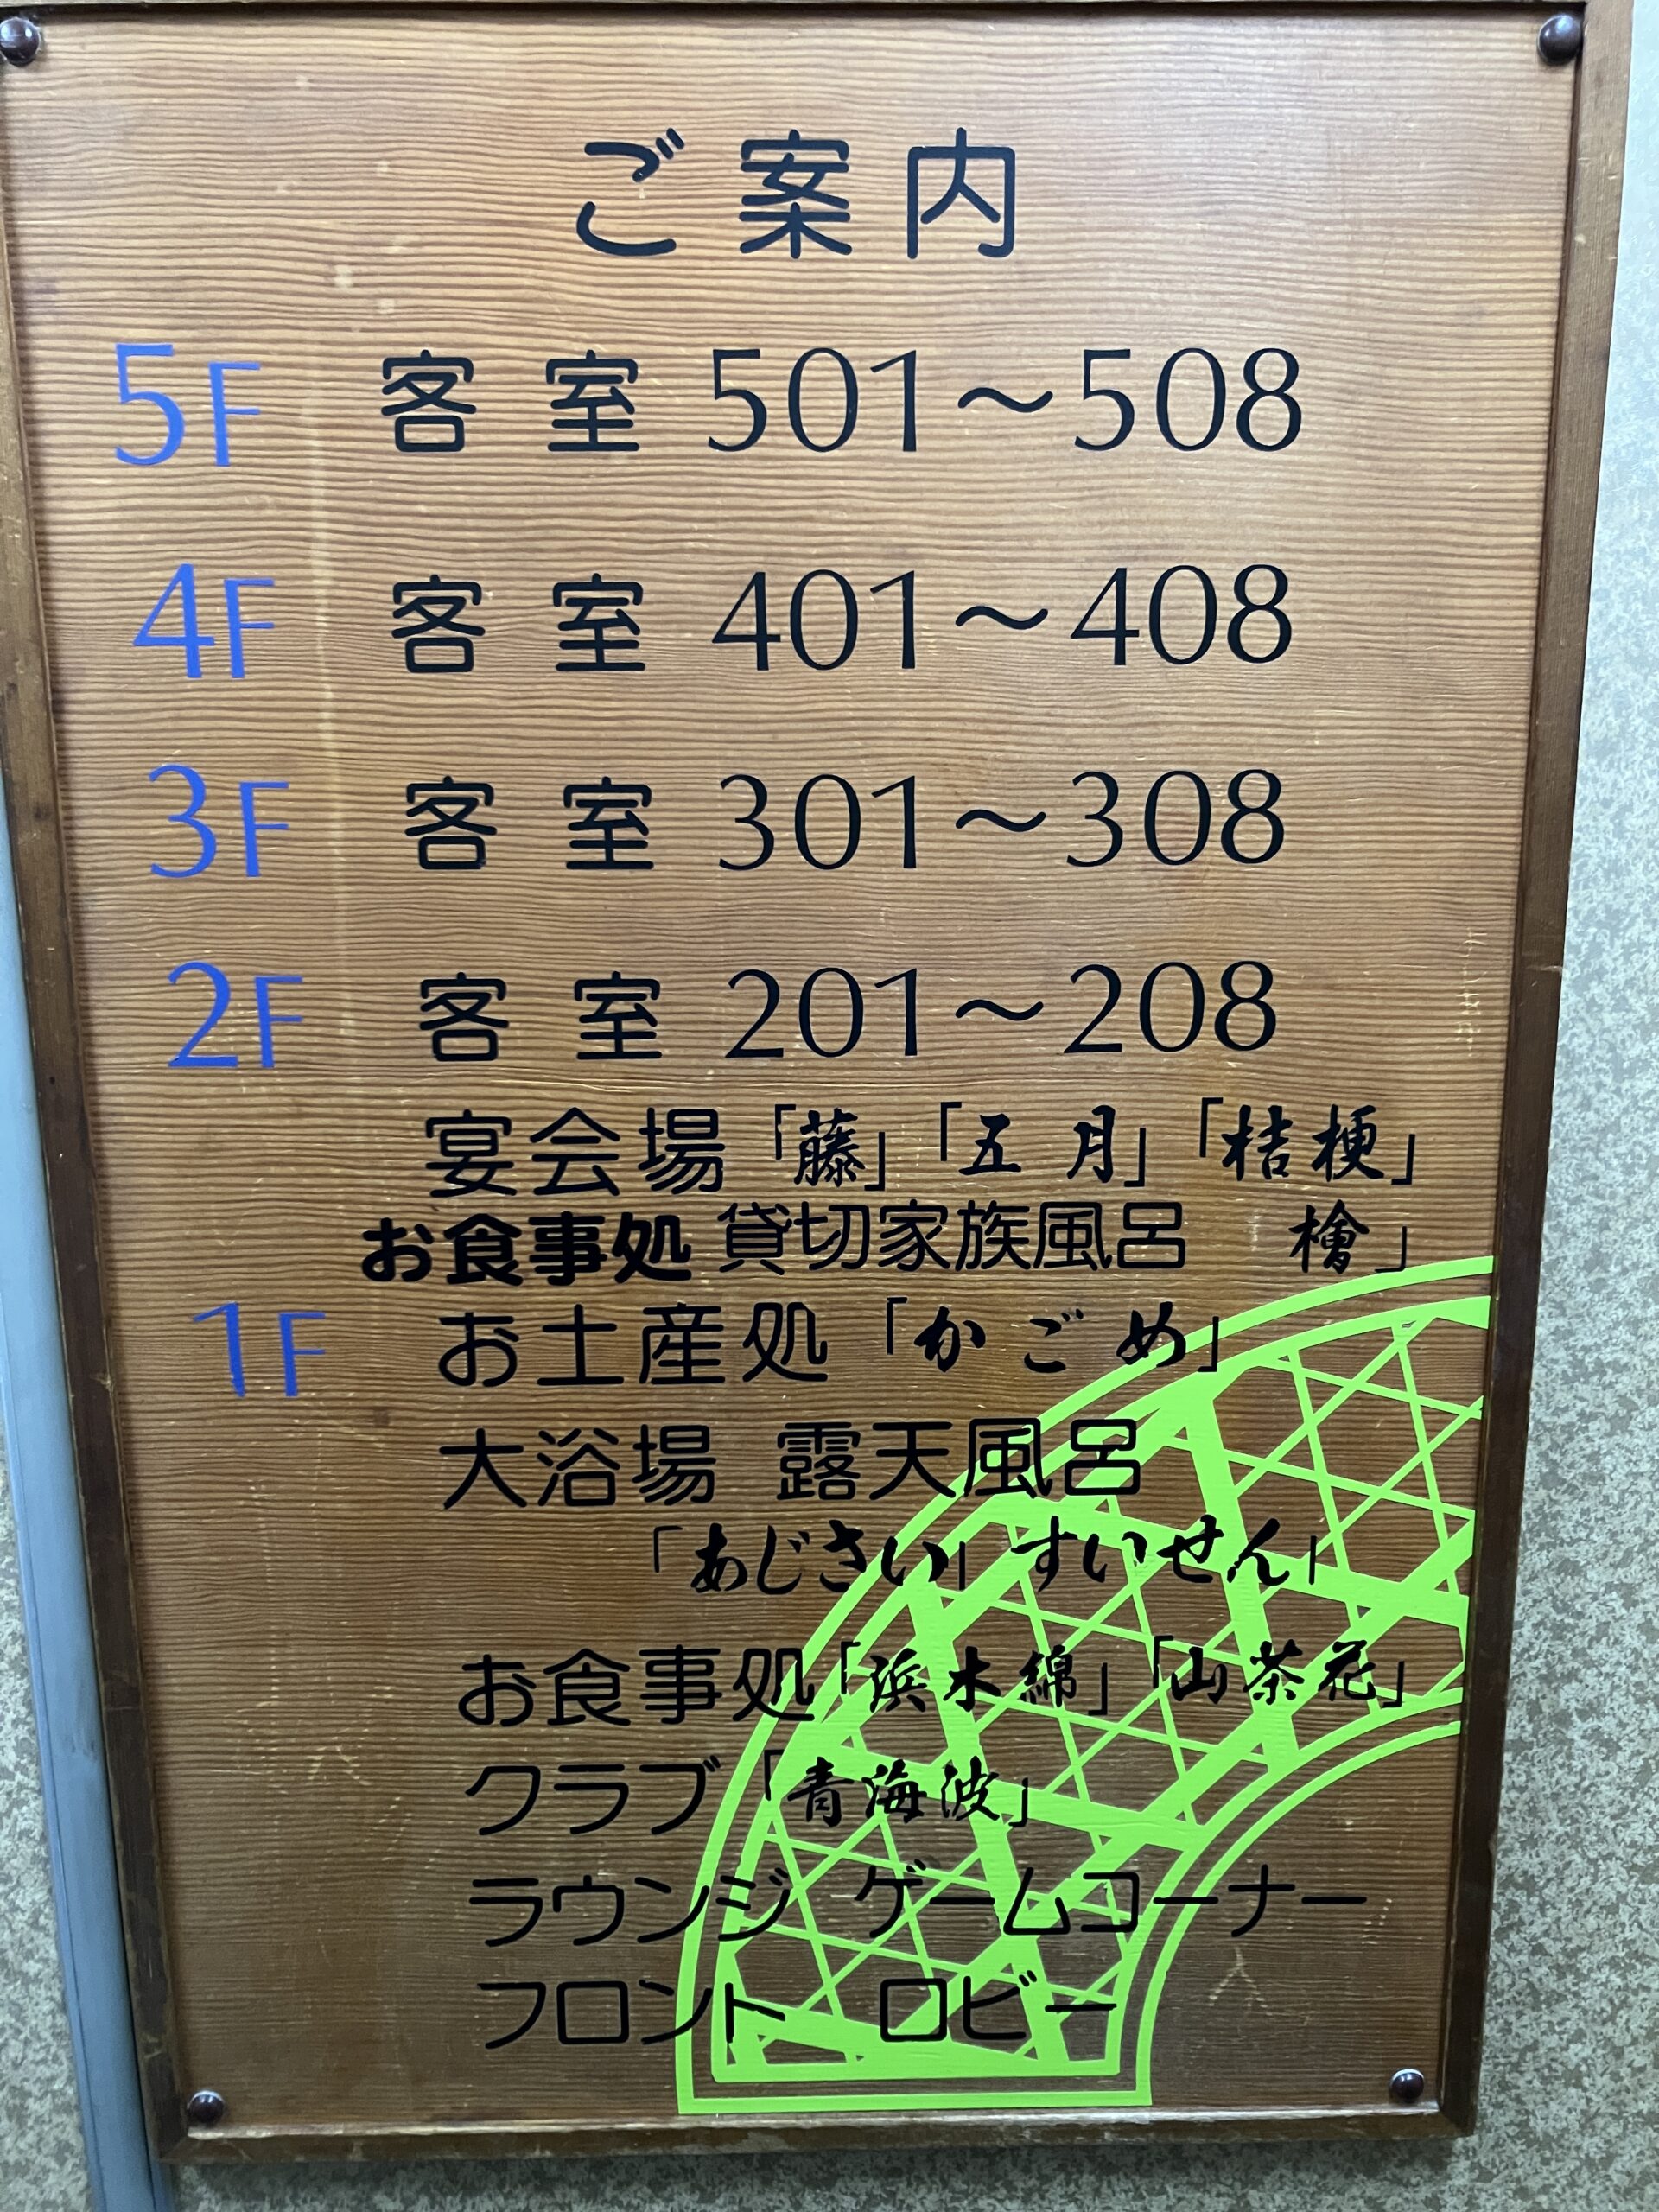 ご案内
5F 客室 501～508
4F 客室 401～408
3F 客室 301～308
2F 客室 201～208
宴会場「藤」「五月」「桔梗」
お食事処 貸切家族風呂 檜」
1F お土産処「かごめ」
大浴場 露天風呂
「あじさい」すいせん」
お食事処「浜木綿」「山茶花」
クラブ「青海波」
ラウンジ ゲームコーナー
フロント ロビー